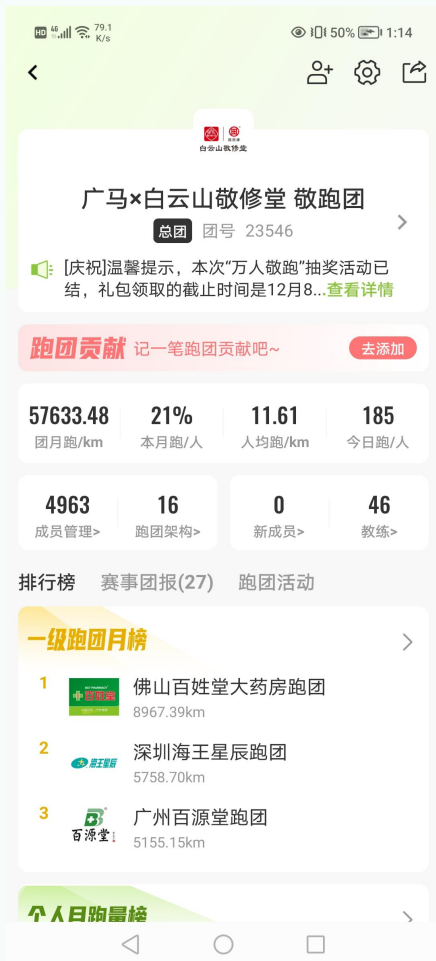 HD 4G 79.1 K/s 50% 1:14
白云山敬修堂
广马×白云山敬修堂 敬跑团
总团 团号 23546
[庆祝]温馨提示，本次“万人敬跑”抽奖活动已
结，礼包领取的截止时间是12月8...查看详情
跑团贡献 记一笔跑团贡献吧~ 去添加
57633.48 21% 11.61 185
团月跑/km 本月跑/人 人均跑/km 今日跑/人
4963 16 0 46
成员管理> 跑团架构> 新成员> 教练>
排行榜 赛事团报(27) 跑团活动
一级跑团月榜
1 佛山百姓堂大药房跑团
8967.39km
2 海王星辰 深圳海王星辰跑团
5758.70km
3 百源堂 广州百源堂跑团
5155.15km
个人月跑量榜